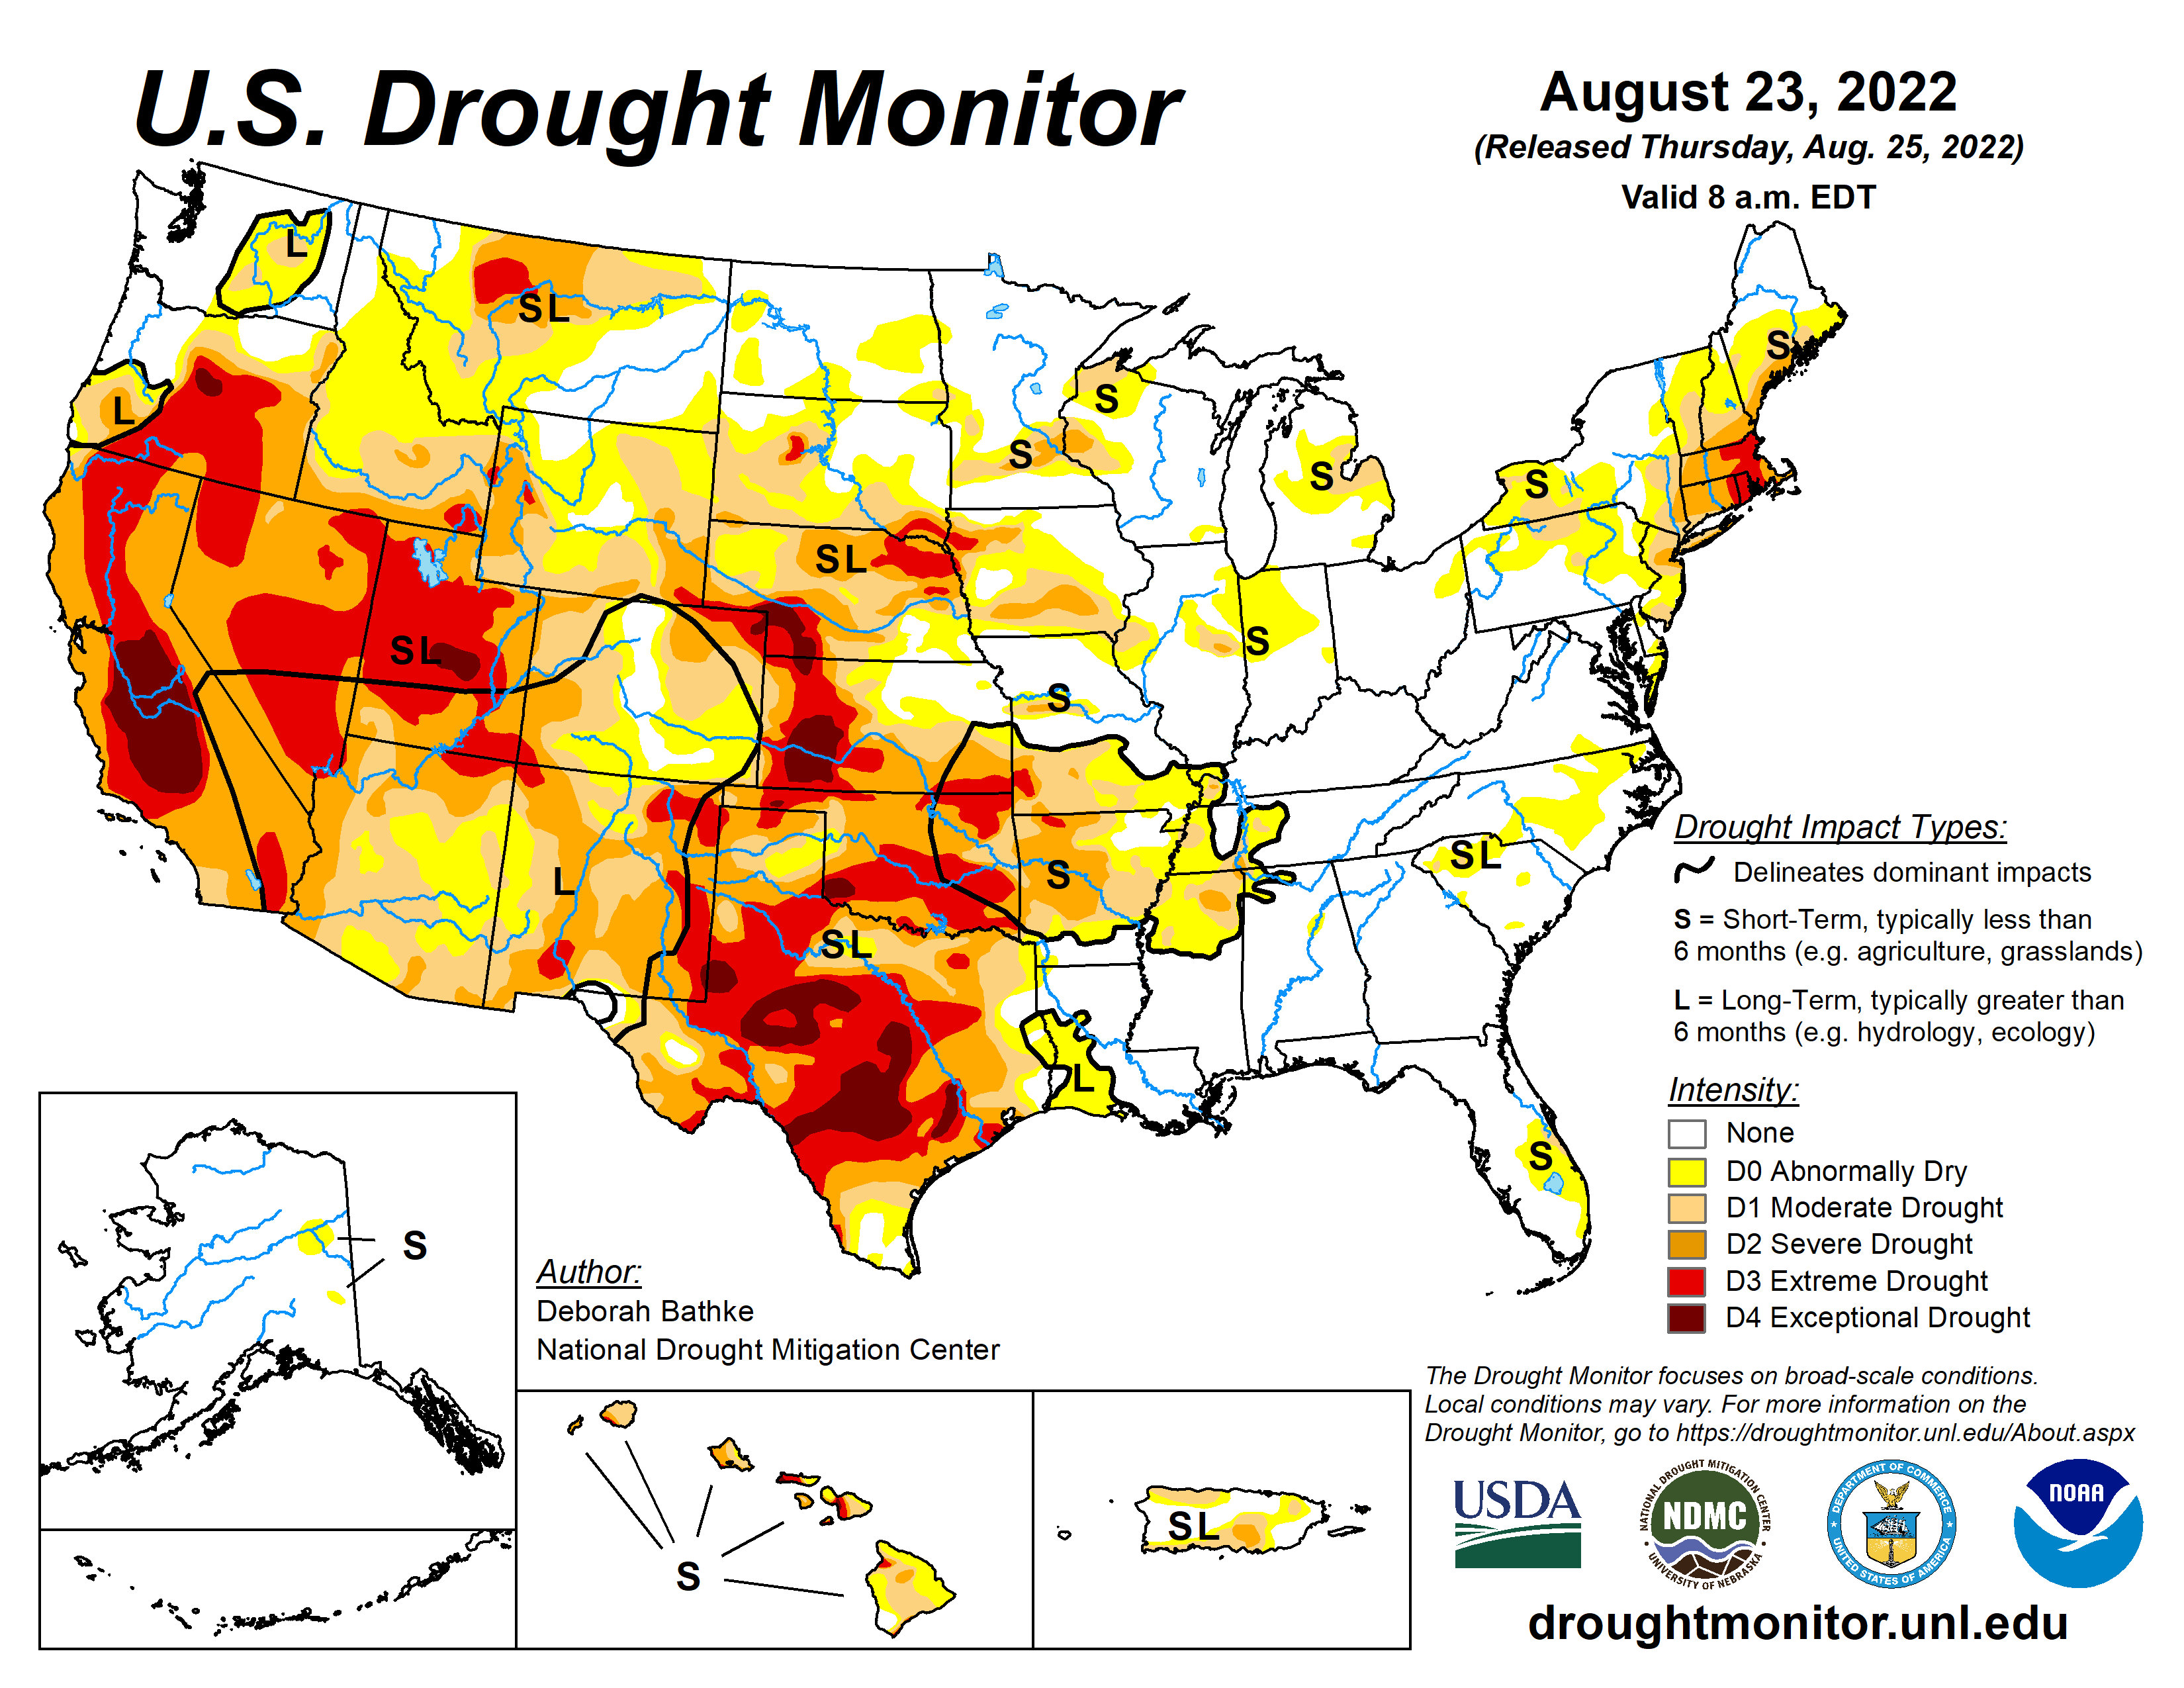 U.S. Drought Monitor
August 23, 2022
(Released Thursday, Aug. 25, 2022)
Valid 8 a.m. EDT
L
SL
S
L
S
S
S
S
SL
S
SL
S
S
SL
L
S
SL
L
S
Drought Impact Types:
Delineates dominant impacts
S = Short-Term, typically less than
6 months (e.g. agriculture, grasslands)
L = Long-Term, typically greater than
6 months (e.g. hydrology, ecology)
Intensity:
None
D0 Abnormally Dry
D1 Moderate Drought
D2 Severe Drought
D3 Extreme Drought
D4 Exceptional Drought
S
Author:
Deborah Bathke
National Drought Mitigation Center
S
SL
The Drought Monitor focuses on broad-scale conditions.
Local conditions may vary. For more information on the
Drought Monitor, go to https://droughtmonitor.unl.edu/About.aspx
USDA
NATIONAL DROUGHT MITIGATION CENTER
NDMC
UNIVERSITY OF NEBRASKA
DEPARTMENT OF COMMERCE
UNITED STATES OF AMERICA
NOAA
droughtmonitor.unl.edu